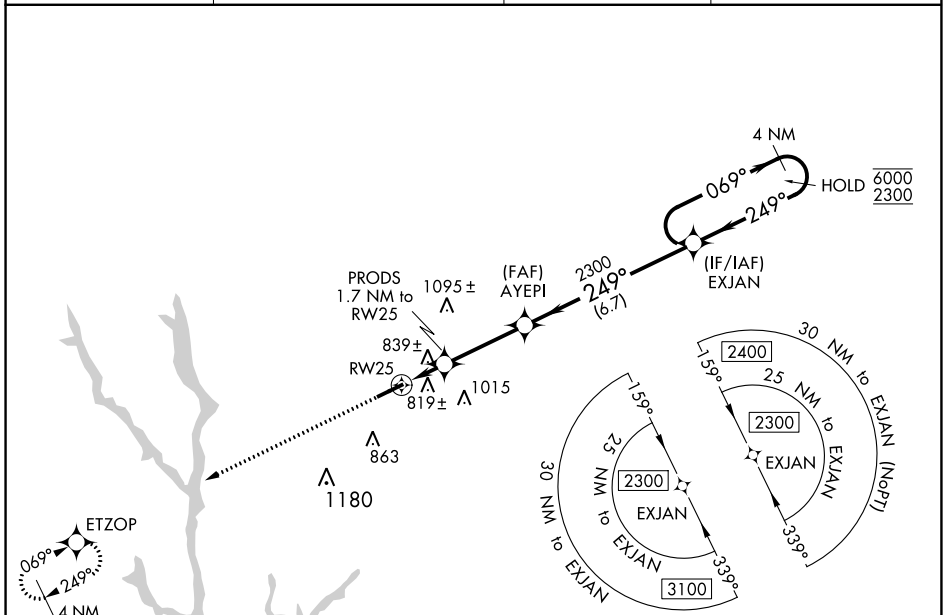 4 NM
069°
HOLD
6000
2300
249°
(IF/IAF)
EXJAN
2300
249°
(6.7)
(FAF)
AYEPI
PRODS
1.7 NM to
RW25
1095±
839±
RW25
819±
1015
863
1180
ETZOP
069°
249°
4 NM
30 NM to EXJAN (NoPT)
159°
2400
25 NM to EXJAN
2300
EXJAN
339°
159°
25 NM to EXJAN
2300
EXJAN
30 NM to EXJAN
339°
3100